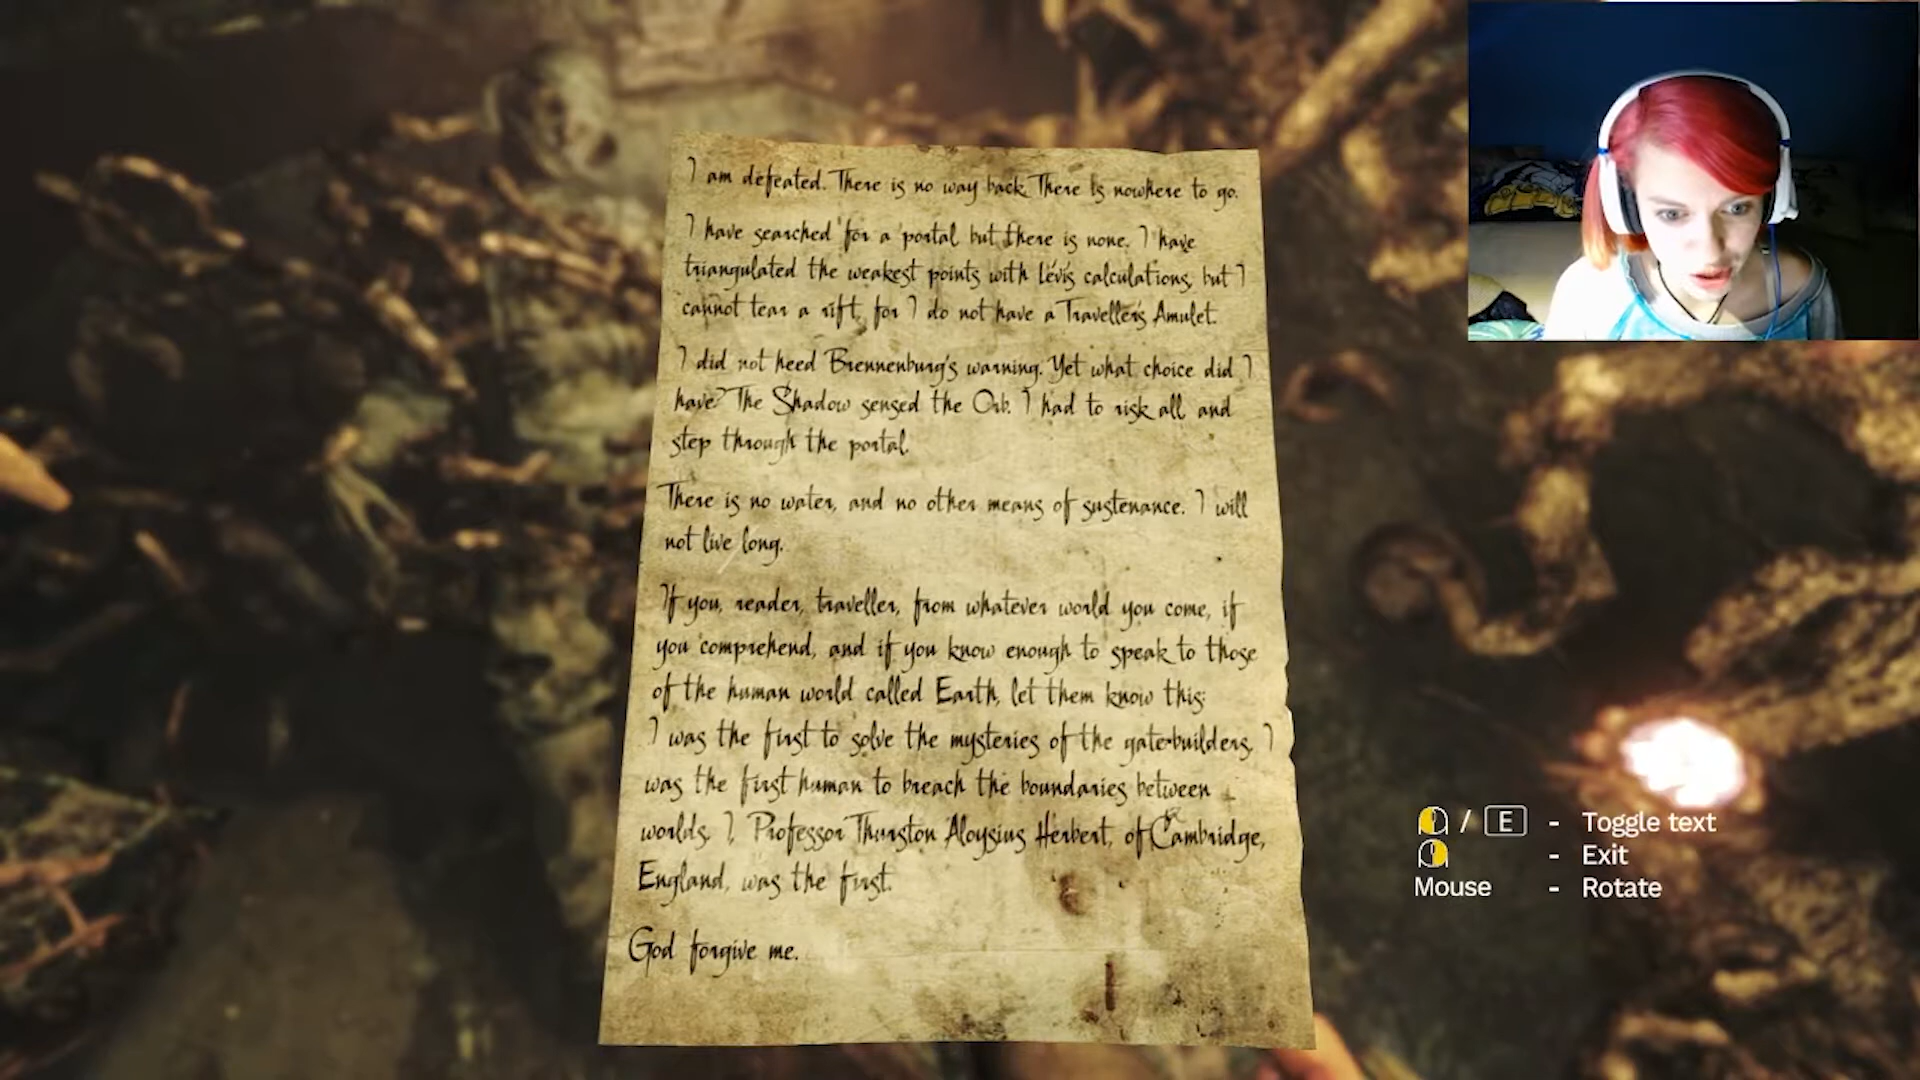 I am defeated. There is no way back. There is nowhere to go.
I have searched for a portal but there is none. I have
triangulated the weakest points with Lévi's calculations, but I
cannot tear a rift, for I do not have a Traveller's Amulet.
I did not heed Brennenburg's warning. Yet what choice did I
have? The Shadow sensed the Orb. I had to risk all and
step through the portal.
There is no water, and no other means of sustenance. I will
not live long.
If you, reader, traveller, from whatever world you come, if
you comprehend, and if you know enough to speak to those
of the human world called Earth, let them know this:
I was the first to solve the mysteries of the gate-builders. I
was the first human to breach the boundaries between
worlds. I, Professor Thurston Aloysius Herbert, of Cambridge,
England, was the first.
God forgive me.
/ E - Toggle text
- Exit
Mouse - Rotate